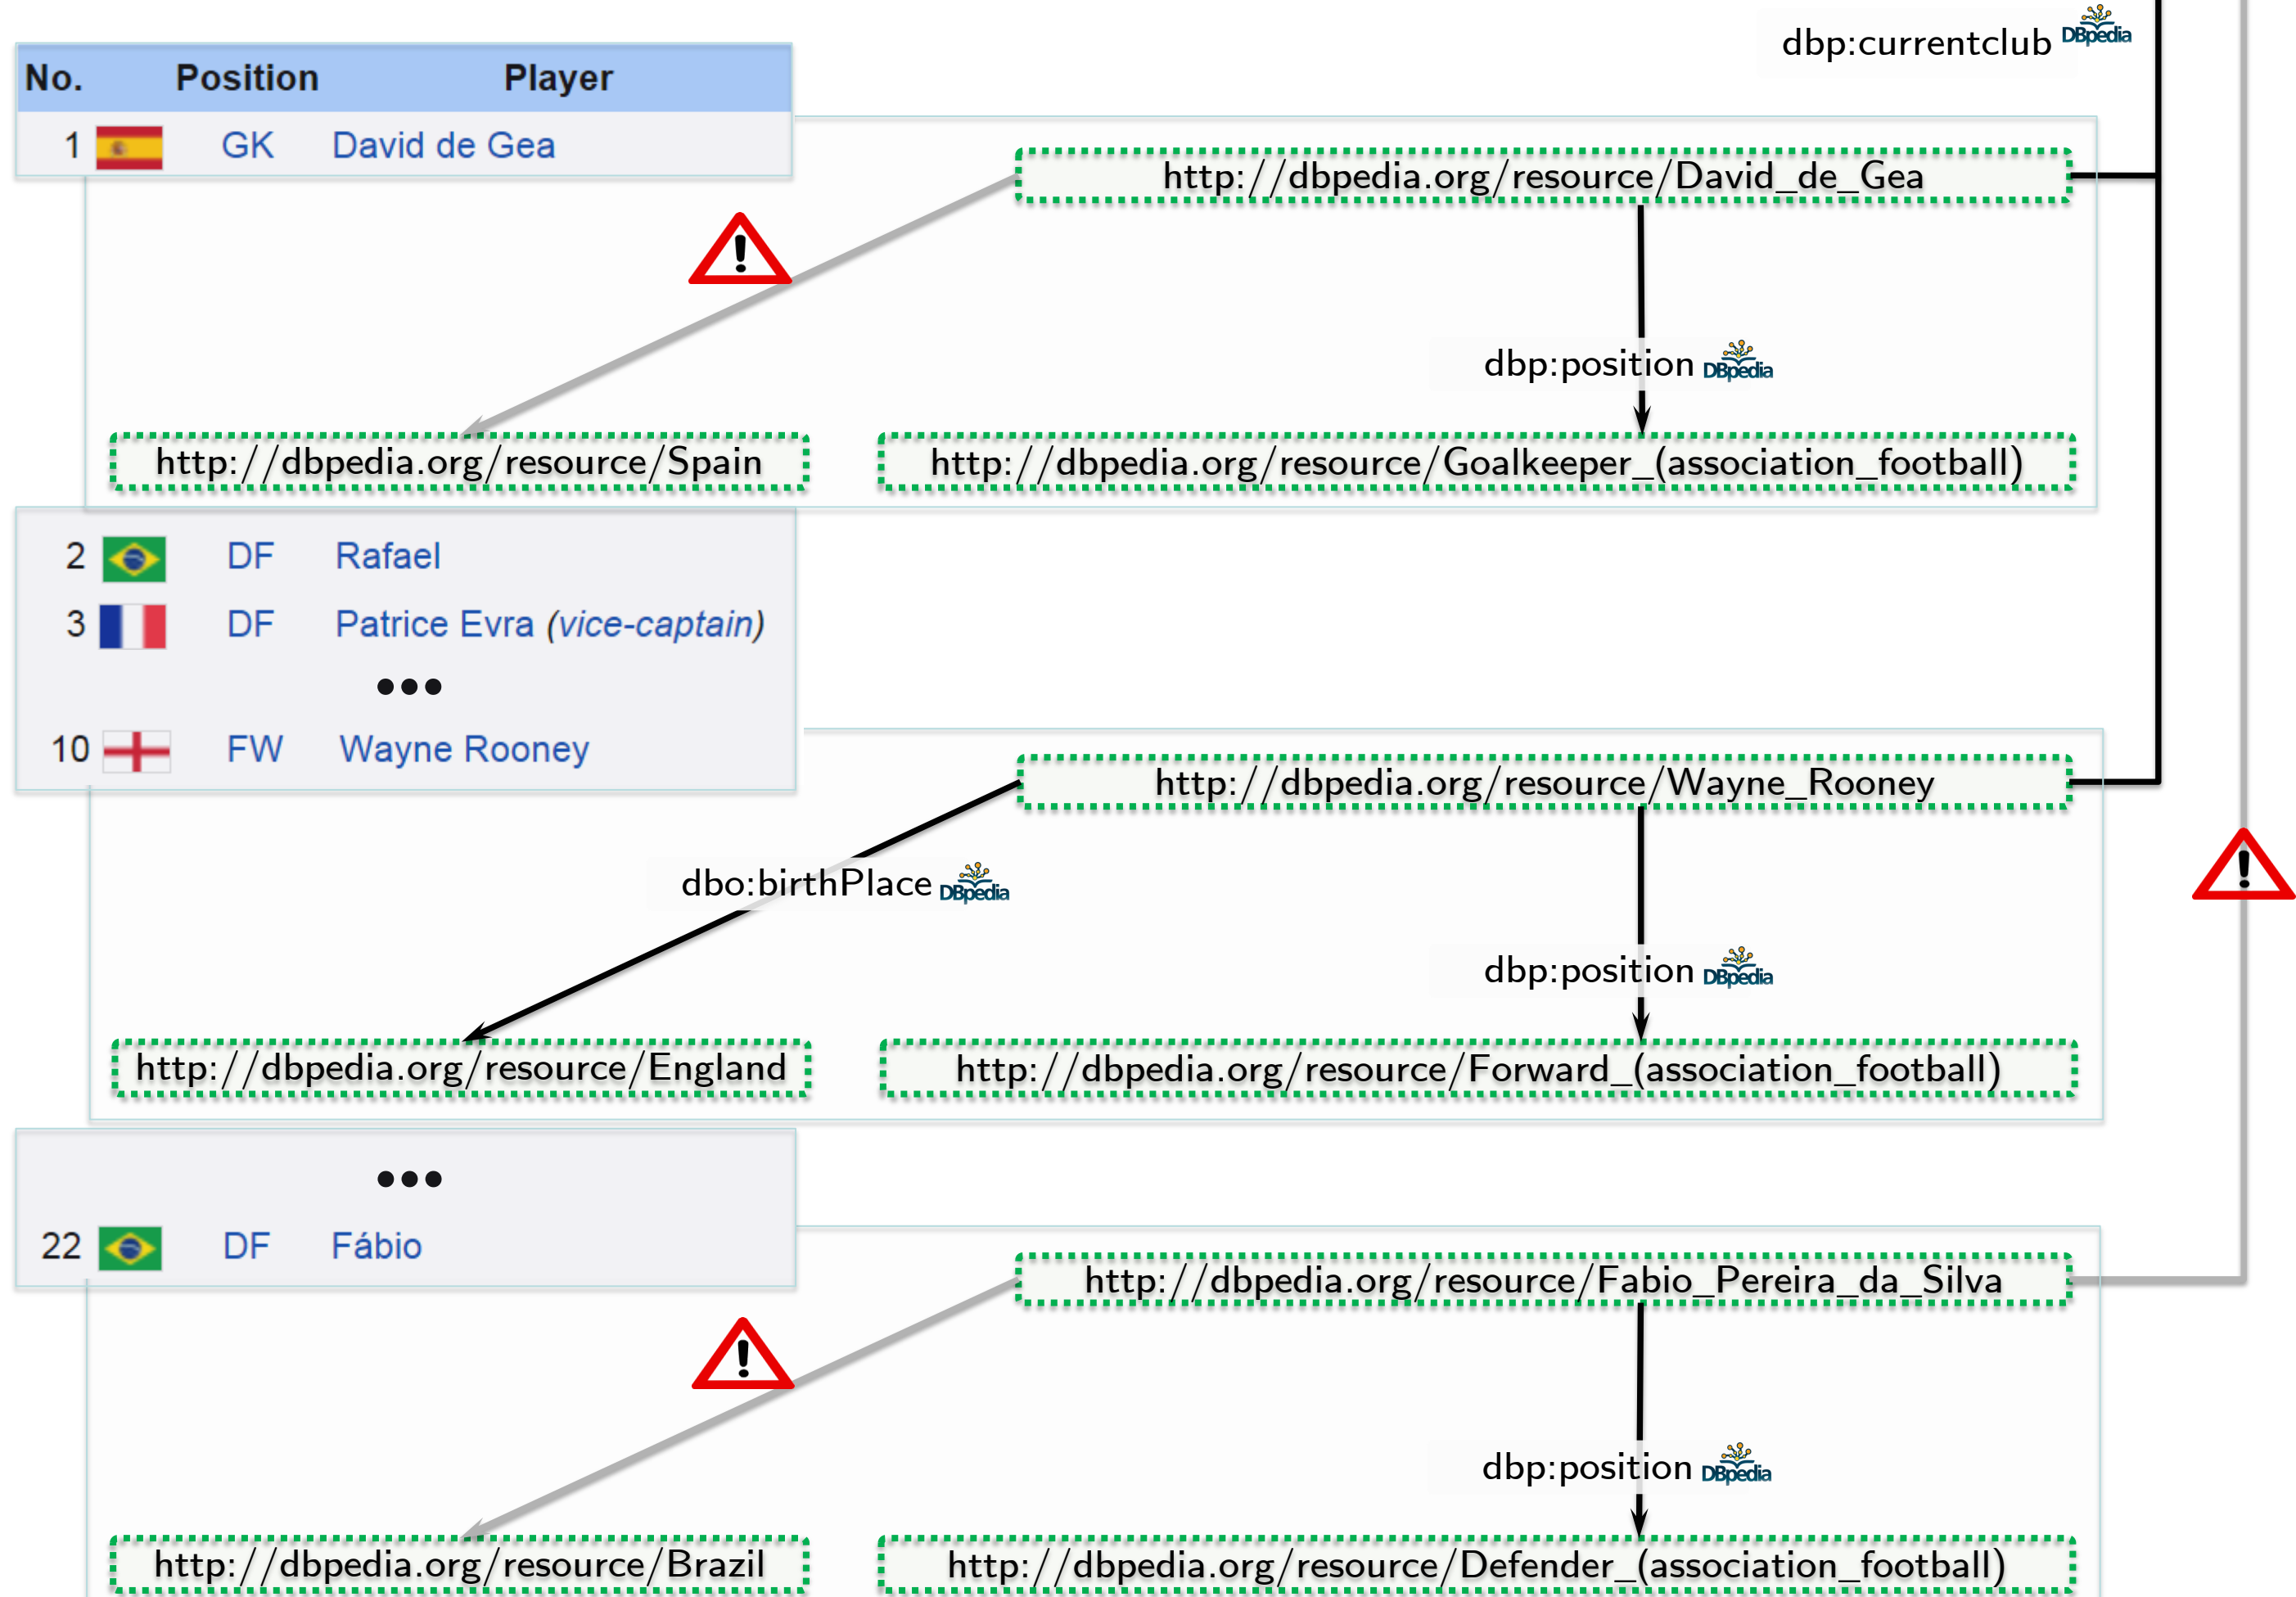 dbp:currentclub DBpedia
No. Position Player
1 GK David de Gea
http://dbpedia.org/resource/David_de_Gea
dbp:position DBpedia
http://dbpedia.org/resource/Spain
http://dbpedia.org/resource/Goalkeeper_(association_football)
2 DF Rafael
3 DF Patrice Evra (vice-captain)
•••
10 FW Wayne Rooney
http://dbpedia.org/resource/Wayne_Rooney
dbo:birthPlace DBpedia
dbp:position DBpedia
http://dbpedia.org/resource/England
http://dbpedia.org/resource/Forward_(association_football)
•••
22 DF Fábio
http://dbpedia.org/resource/Fabio_Pereira_da_Silva
dbp:position DBpedia
http://dbpedia.org/resource/Brazil
http://dbpedia.org/resource/Defender_(association_football)